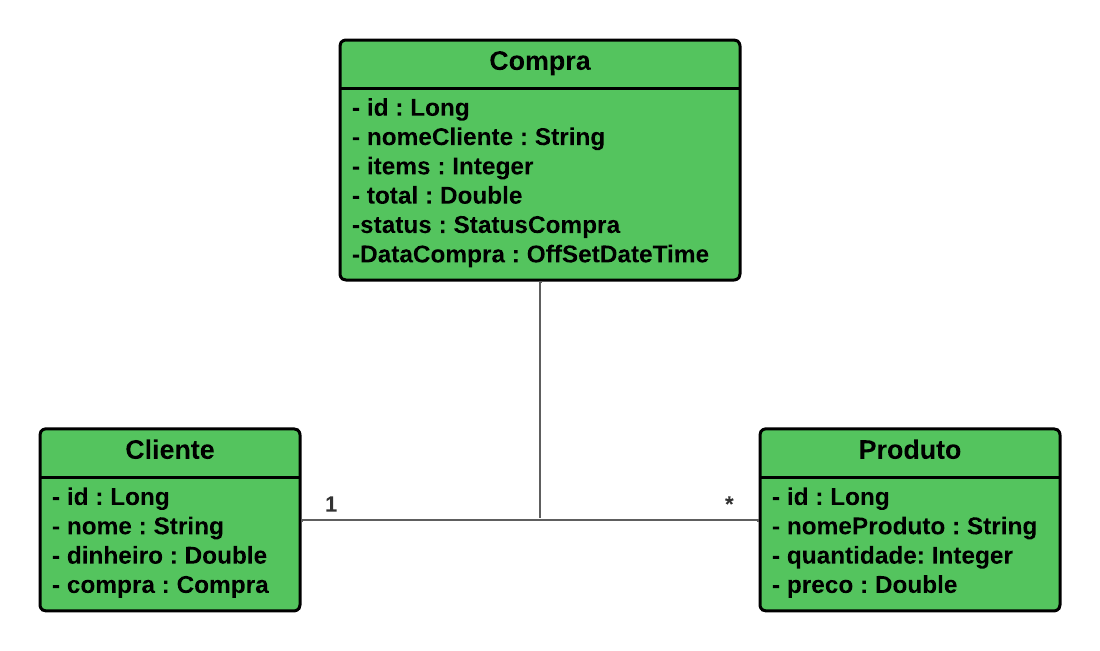 Compra
- id : Long
- nomeCliente : String
- items : Integer
- total : Double
-status : StatusCompra
-DataCompra : OffSetDateTime
Cliente
- id : Long
- nome : String
- dinheiro : Double
- compra : Compra
1
*
Produto
- id : Long
- nomeProduto : String
- quantidade: Integer
- preco : Double